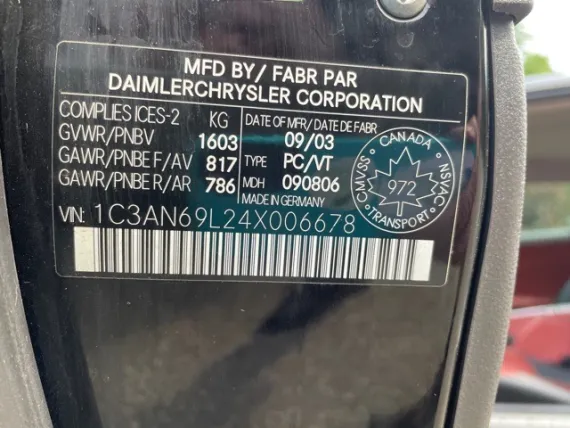 MFD BY/ FABR PAR
DAIMLERCHRYSLER CORPORATION
COMPLIES ICES-2 KG DATE OF MFR/DATE DE FABR
GVWR/PNBV 1603 09/03
GAWR/PNBE F/AV 817 TYPE PC/VT
GAWR/PNBE R/AR 786 MDH 090806
MADE IN GERMANY
CANADA
CMVSS
NSVAC
972
TRANSPORT
VIN: 1C3AN69L24X006678